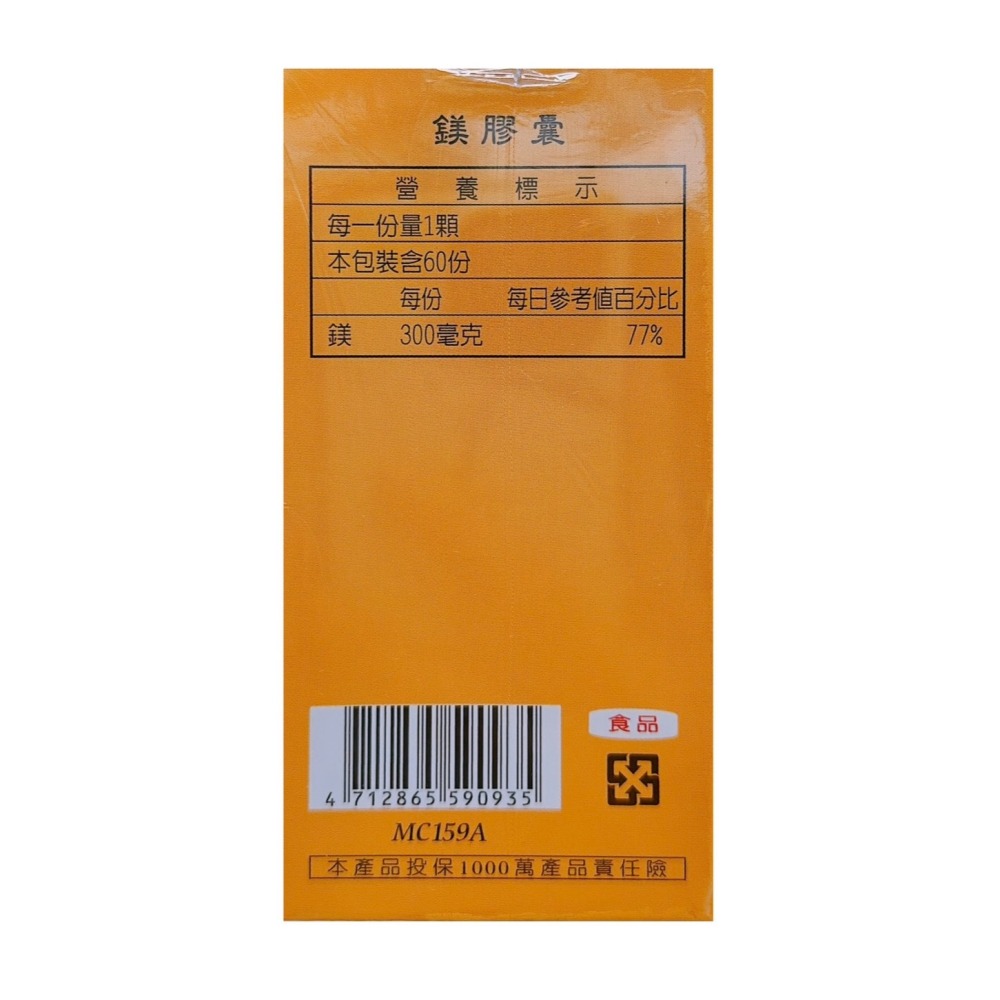 鎂膠囊
營養標示
每一份量1顆
本包裝含60份
每份 每日參考值百分比
鎂 300毫克 77%
食品
4 712865 590935
MC159A
本產品投保1000萬產品責任險